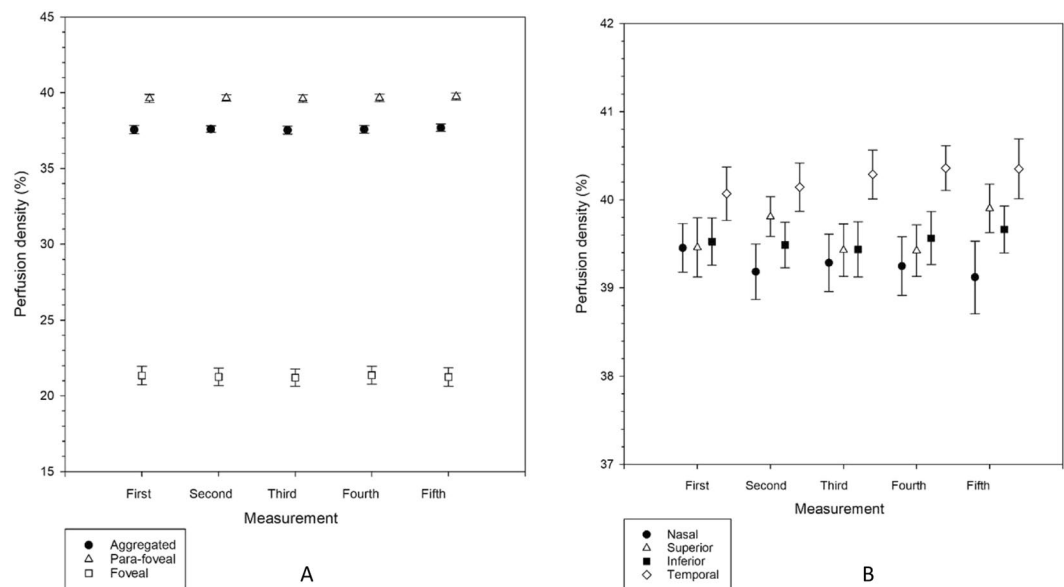 45
40
35
30
25
20
15
Perfusion density (%)
First Second Third Fourth Fifth
Measurement
Aggregated
Para-foveal
Foveal
A
42
41
40
39
38
37
Perfusion density (%)
First Second Third Fourth Fifth
Measurement
Nasal
Superior
Inferior
Temporal
B